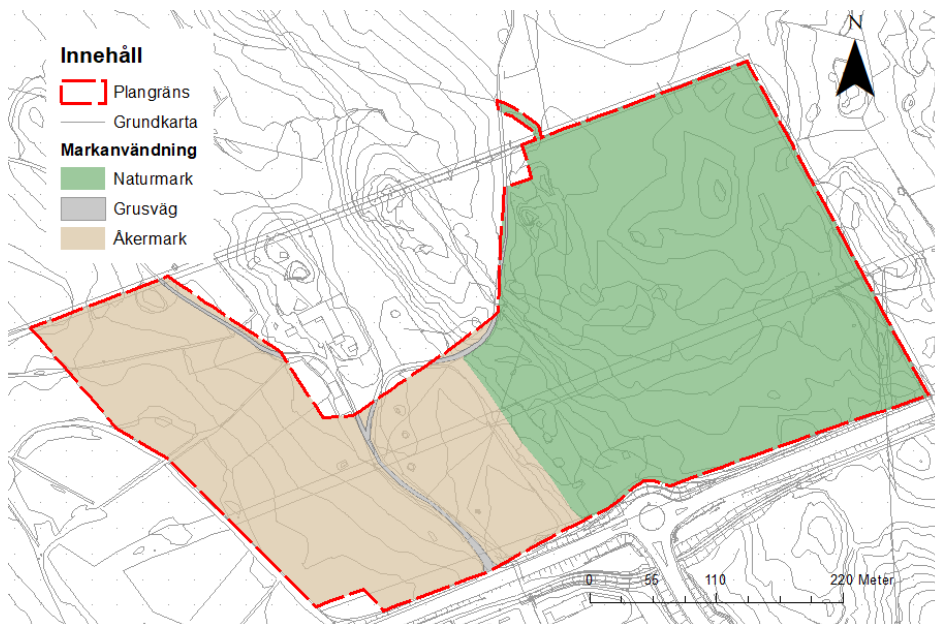 Innehåll
Plangräns
Grundkarta
Markanvändning
Naturmark
Grusväg
Åkermark
N
0 55 110 220 Meter